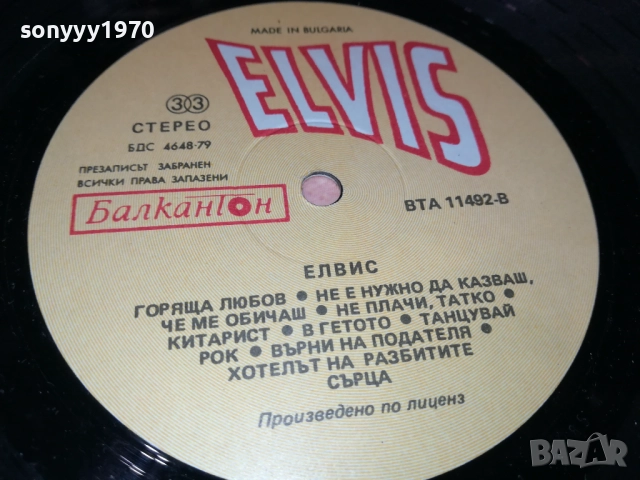 sonyyy1970
MADE IN BULGARIA
ELVIS
33
СТЕРЕО
БДС 4648-79
ПРЕЗАПИСЪТ ЗАБРАНЕН
ВСИЧКИ ПРАВА ЗАПАЗЕНИ
Балкантон
ВТА 11492-В
ЕЛВИС
ГОРЯЩА ЛЮБОВ • НЕ Е НУЖНО ДА КАЗВАШ,
ЧЕ МЕ ОБИЧАШ • НЕ ПЛАЧИ, ТАТКО •
КИТАРИСТ • В ГЕТОТО • ТАНЦУВАЙ
РОК • ВЪРНИ НА ПОДАТЕЛЯ •
ХОТЕЛЪТ НА РАЗБИТИТЕ
СЪРЦА
Произведено по лиценз
BAZAR